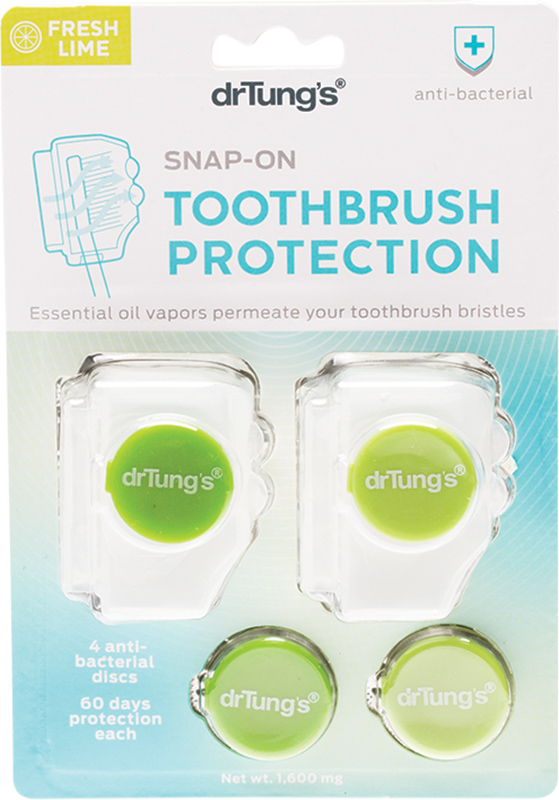 FRESH
LIME
drTung's®
anti-bacterial
SNAP-ON
TOOTHBRUSH
PROTECTION
Essential oil vapors permeate your toothbrush bristles
drTung's®
drTung's®
4 anti-
bacterial
discs
60 days
protection
each
drTung's®
drTung's®
Net wt. 1,600 mg